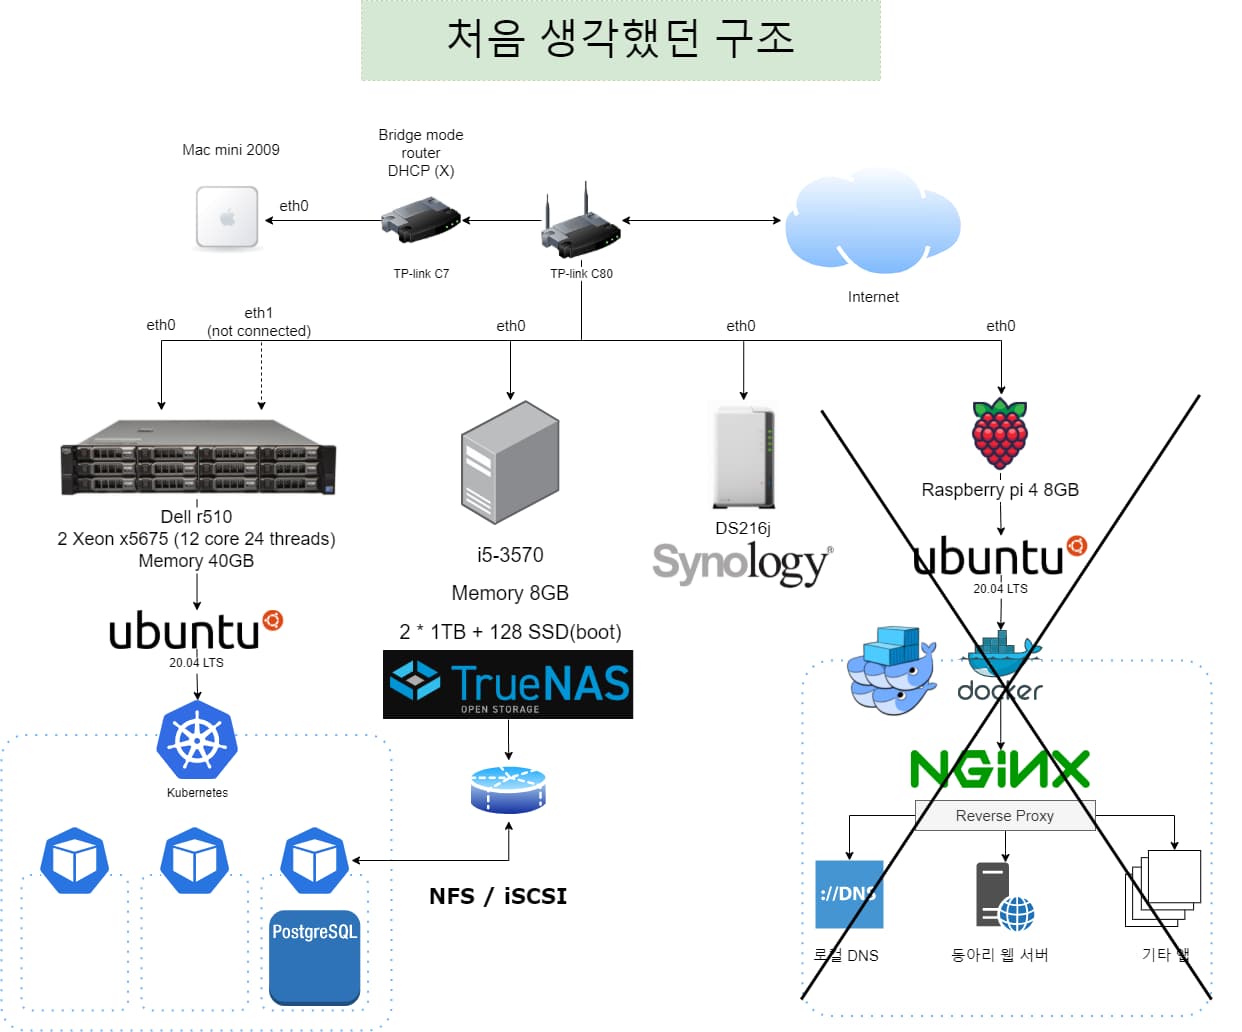 처음 생각했던 구조
Mac mini 2009
Bridge mode
router
DHCP (X)
eth0
TP-link C7
TP-link C80
Internet
eth0
eth1
(not connected)
eth0
eth0
eth0
Dell r510
2 Xeon x5675 (12 core 24 threads)
Memory 40GB
ubuntu
20.04 LTS
Kubernetes
PostgreSQL
i5-3570
Memory 8GB
2 * 1TB + 128 SSD(boot)
TrueNAS
OPEN STORAGE
NFS / iSCSI
DS216j
Synology®
Raspberry pi 4 8GB
ubuntu
20.04 LTS
docker
NGiNX
Reverse Proxy
://DNS
로컬 DNS
동아리 웹 서버
기타 앱